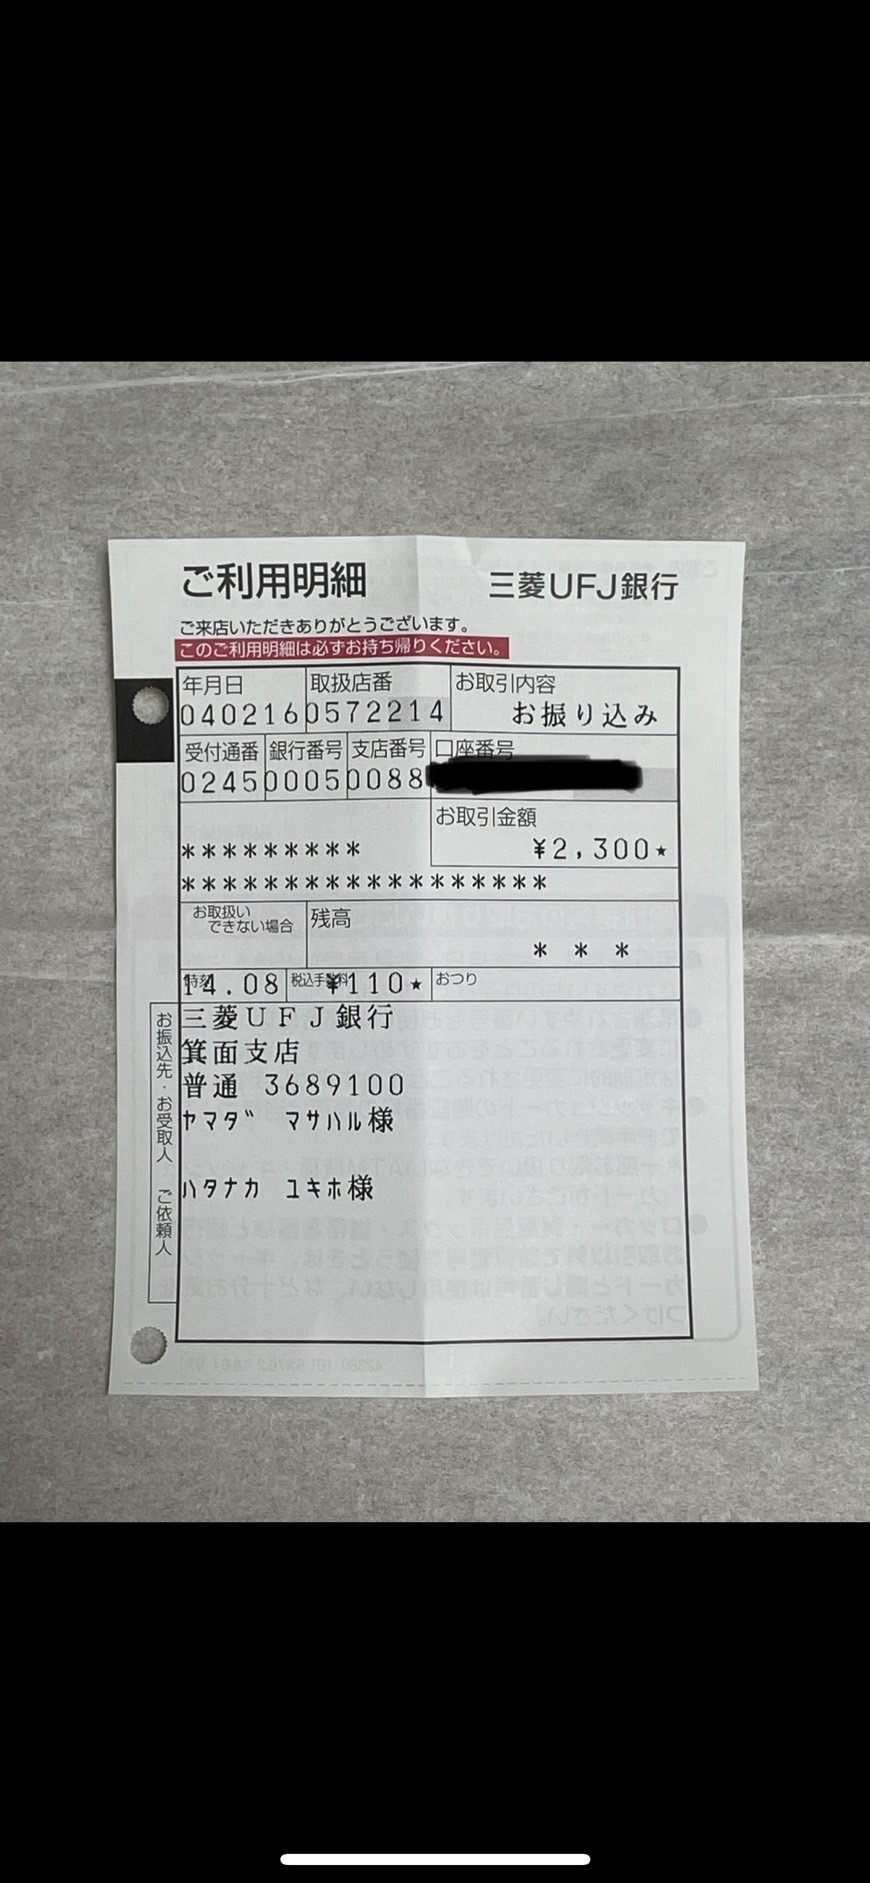 ご利用明細 三菱UFJ銀行
ご来店いただきありがとうございます。
このご利用明細は必ずお持ち帰りください。
年月日 取扱店番 お取引内容
040216 0572214 お振り込み
受付通番 銀行番号 支店番号 口座番号
0245 0005 0088
お取引金額
********* ¥2,300★
******************
お取扱い
できない場合 残高
* * *
時刻 税込手数料 おつり
14.08 ¥110★
お振込先・お受取人 ご依頼人
三菱UFJ銀行
箕面支店
普通 3689100
ヤマダ゛ マサハル様
ハタナカ ユキホ様